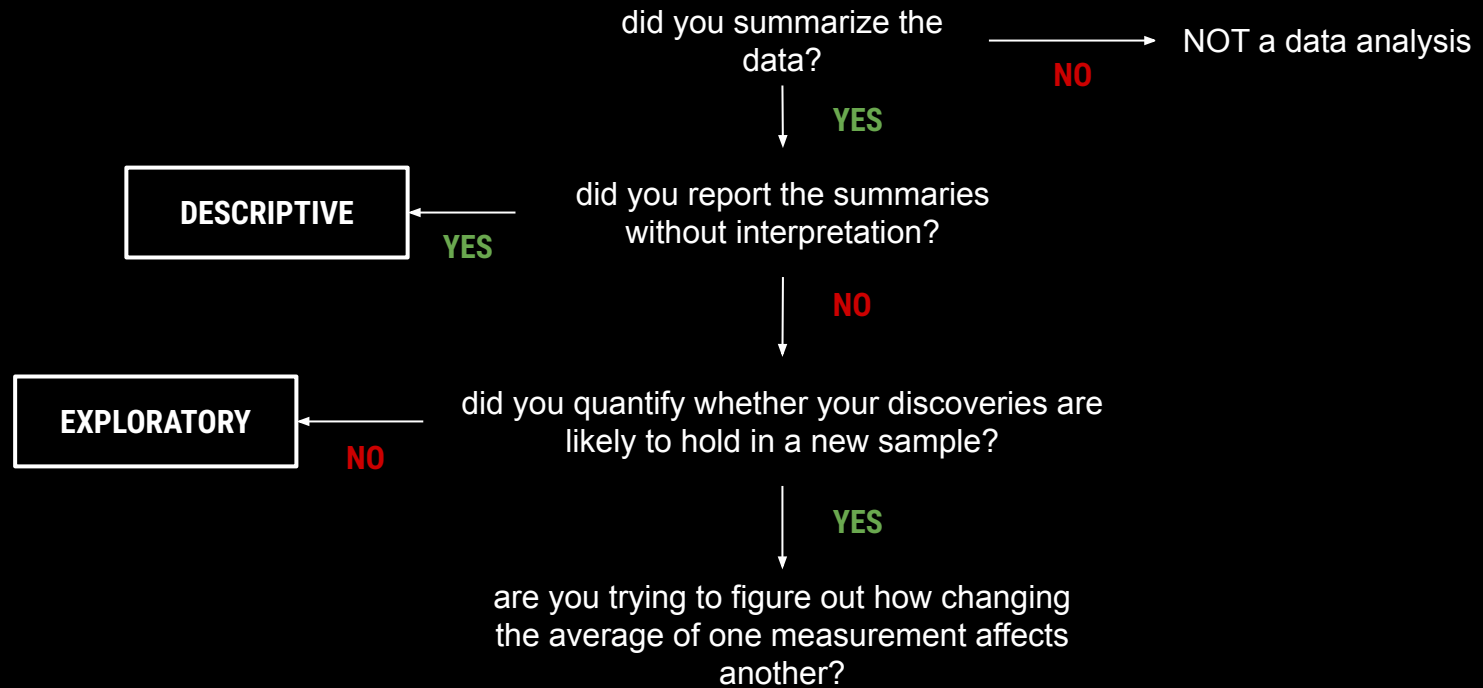 did you summarize the
data?
NO
NOT a data analysis
YES
DESCRIPTIVE
YES
did you report the summaries
without interpretation?
NO
EXPLORATORY
NO
did you quantify whether your discoveries are
likely to hold in a new sample?
YES
are you trying to figure out how changing
the average of one measurement affects
another?